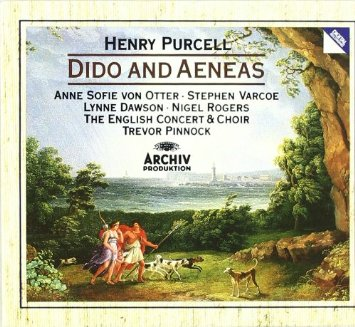 HENRY PURCELL
DIDO AND AENEAS
ANNE SOFIE VON OTTER · STEPHEN VARCOE
LYNNE DAWSON · NIGEL ROGERS
THE ENGLISH CONCERT & CHOIR
TREVOR PINNOCK
ARCHIV
PRODUKTION